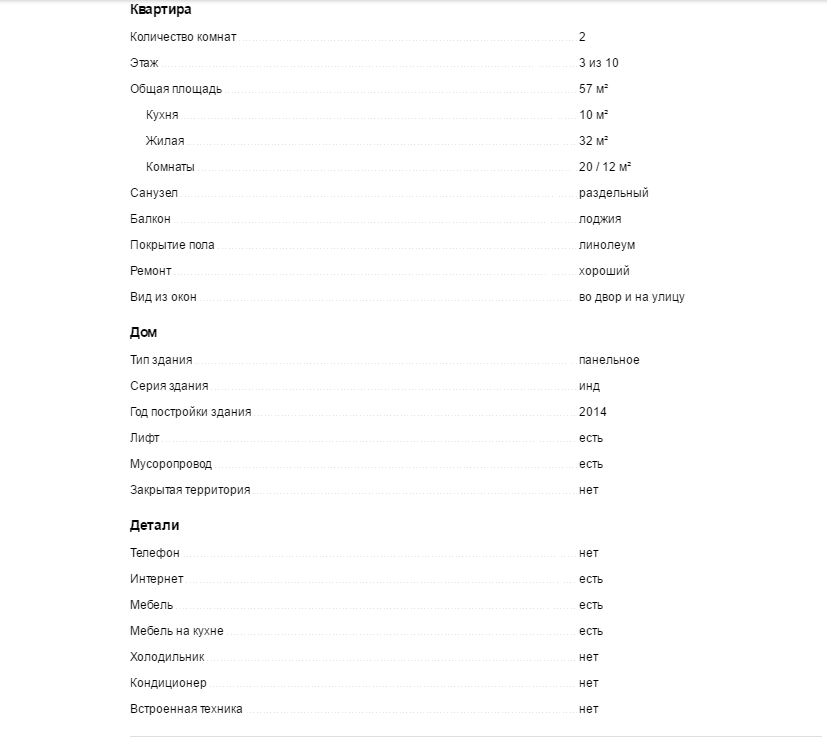 Квартира
Количество комнат 2
Этаж 3 из 10
Общая площадь 57 м²
Кухня 10 м²
Жилая 32 м²
Комнаты 20 / 12 м²
Санузел раздельный
Балкон лоджия
Покрытие пола линолеум
Ремонт хороший
Вид из окон во двор и на улицу
Дом
Тип здания панельное
Серия здания инд
Год постройки здания 2014
Лифт есть
Мусоропровод есть
Закрытая территория нет
Детали
Телефон нет
Интернет есть
Мебель есть
Мебель на кухне есть
Холодильник нет
Кондиционер нет
Встроенная техника нет